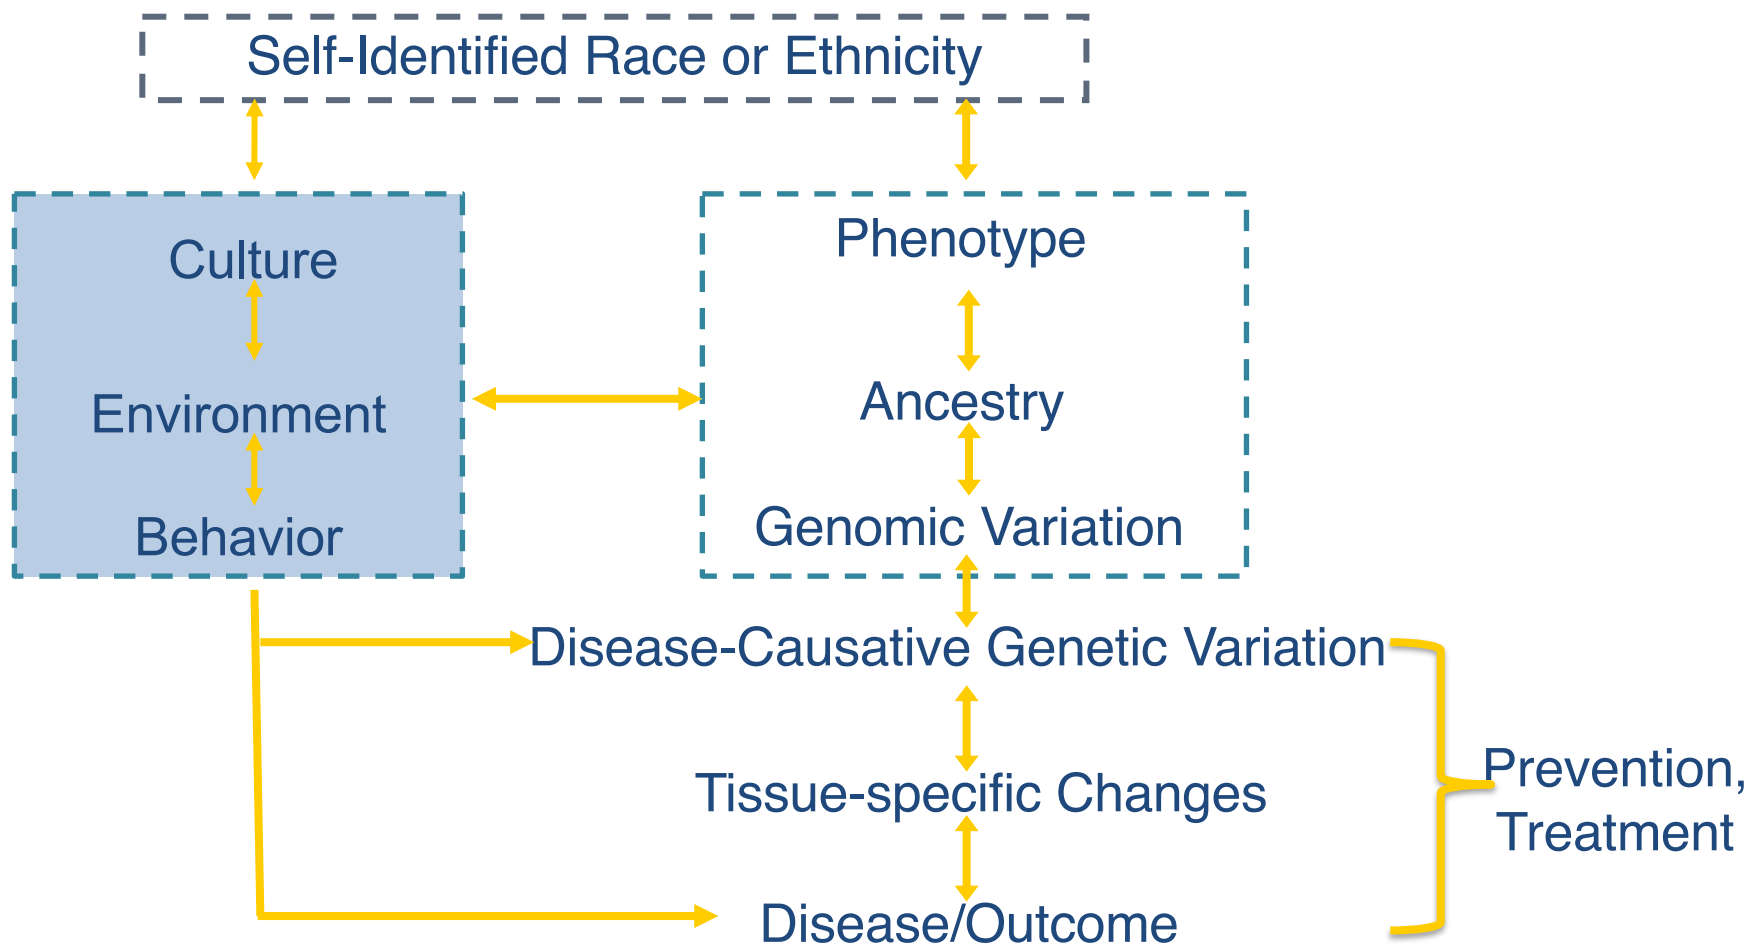 Self-Identified Race or Ethnicity
Culture
Environment
Behavior
Phenotype
Ancestry
Genomic Variation
Disease-Causative Genetic Variation
Tissue-specific Changes
Disease/Outcome
Prevention,
Treatment